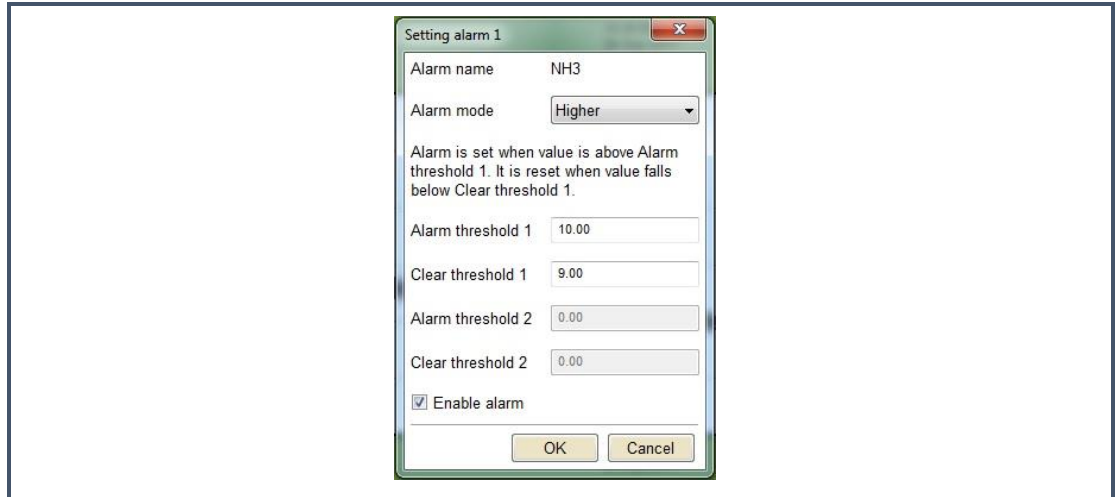 Setting alarm 1
Alarm name NH3
Alarm mode Higher
Alarm is set when value is above Alarm
threshold 1. It is reset when value falls
below Clear threshold 1.
Alarm threshold 1 10.00
Clear threshold 1 9.00
Alarm threshold 2 0.00
Clear threshold 2 0.00
Enable alarm
OK Cancel